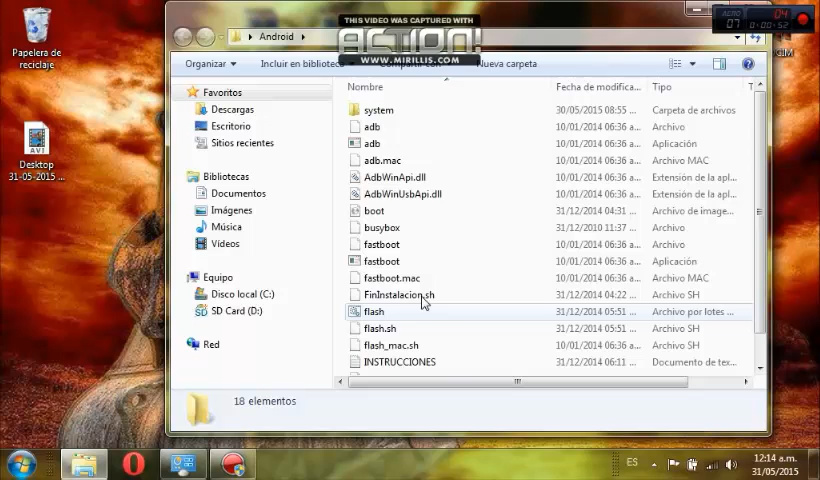 Papelera de
reciclaje
Desktop
31-05-2015 ...
THIS VIDEO WAS CAPTURED WITH
ACTION!
WWW.MIRILLIS.COM
04
07
0:00:52
Android
Organizar
Incluir en biblioteca
Nueva carpeta
Favoritos
Descargas
Escritorio
Sitios recientes
Bibliotecas
Documentos
Imágenes
Música
Vídeos
Equipo
Disco local (C:)
SD Card (D:)
Red
Nombre Fecha de modifica... Tipo T
system 30/05/2015 08:55 ... Carpeta de archivos
adb 10/01/2014 06:36 a... Archivo
adb 10/01/2014 06:36 a... Aplicación
adb.mac 10/01/2014 06:36 a... Archivo MAC
AdbWinApi.dll 10/01/2014 06:36 a... Extensión de la apl...
AdbWinUsbApi.dll 10/01/2014 06:36 a... Extensión de la apl...
boot 31/12/2014 04:31 ... Archivo de image...
busybox 31/12/2010 11:37 ... Archivo
fastboot 10/01/2014 06:36 a... Archivo
fastboot 10/01/2014 06:36 a... Aplicación
fastboot.mac 10/01/2014 06:36 a... Archivo MAC
FinInstalacion.sh 31/12/2014 04:22 ... Archivo SH
flash 31/12/2014 05:51 ... Archivo por lotes ...
flash.sh 31/12/2014 05:51 ... Archivo SH
flash_mac.sh 10/01/2014 06:36 a... Archivo SH
INSTRUCCIONES 31/12/2014 06:11 ... Documento de tex...
18 elementos
ES
12:14 a.m.
31/05/2015